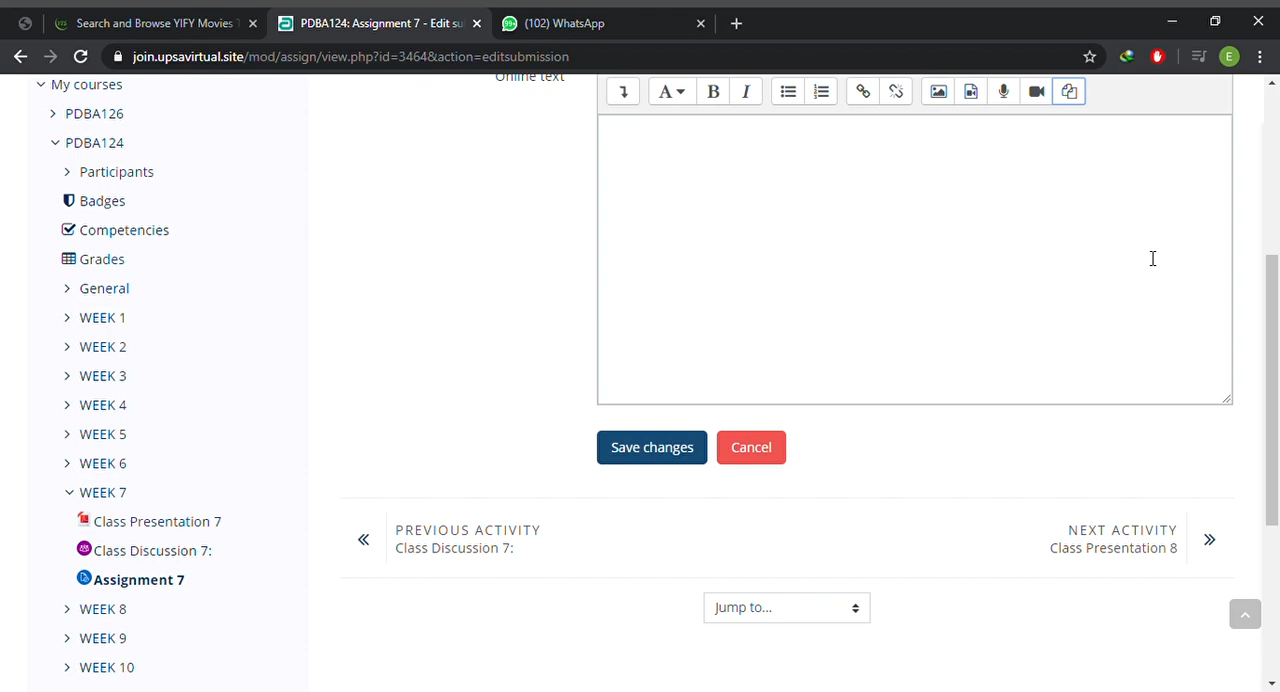 Search and Browse YIFY Movies T
PDBA124: Assignment 7 - Edit su
99+ (102) WhatsApp
join.upsavirtual.site/mod/assign/view.php?id=3464&action=editsubmission
E
My courses
PDBA126
PDBA124
Participants
Badges
Competencies
Grades
General
WEEK 1
WEEK 2
WEEK 3
WEEK 4
WEEK 5
WEEK 6
WEEK 7
Class Presentation 7
Class Discussion 7:
Assignment 7
WEEK 8
WEEK 9
WEEK 10
Online text
A B I
Save changes Cancel
PREVIOUS ACTIVITY
Class Discussion 7:
NEXT ACTIVITY
Class Presentation 8
Jump to...